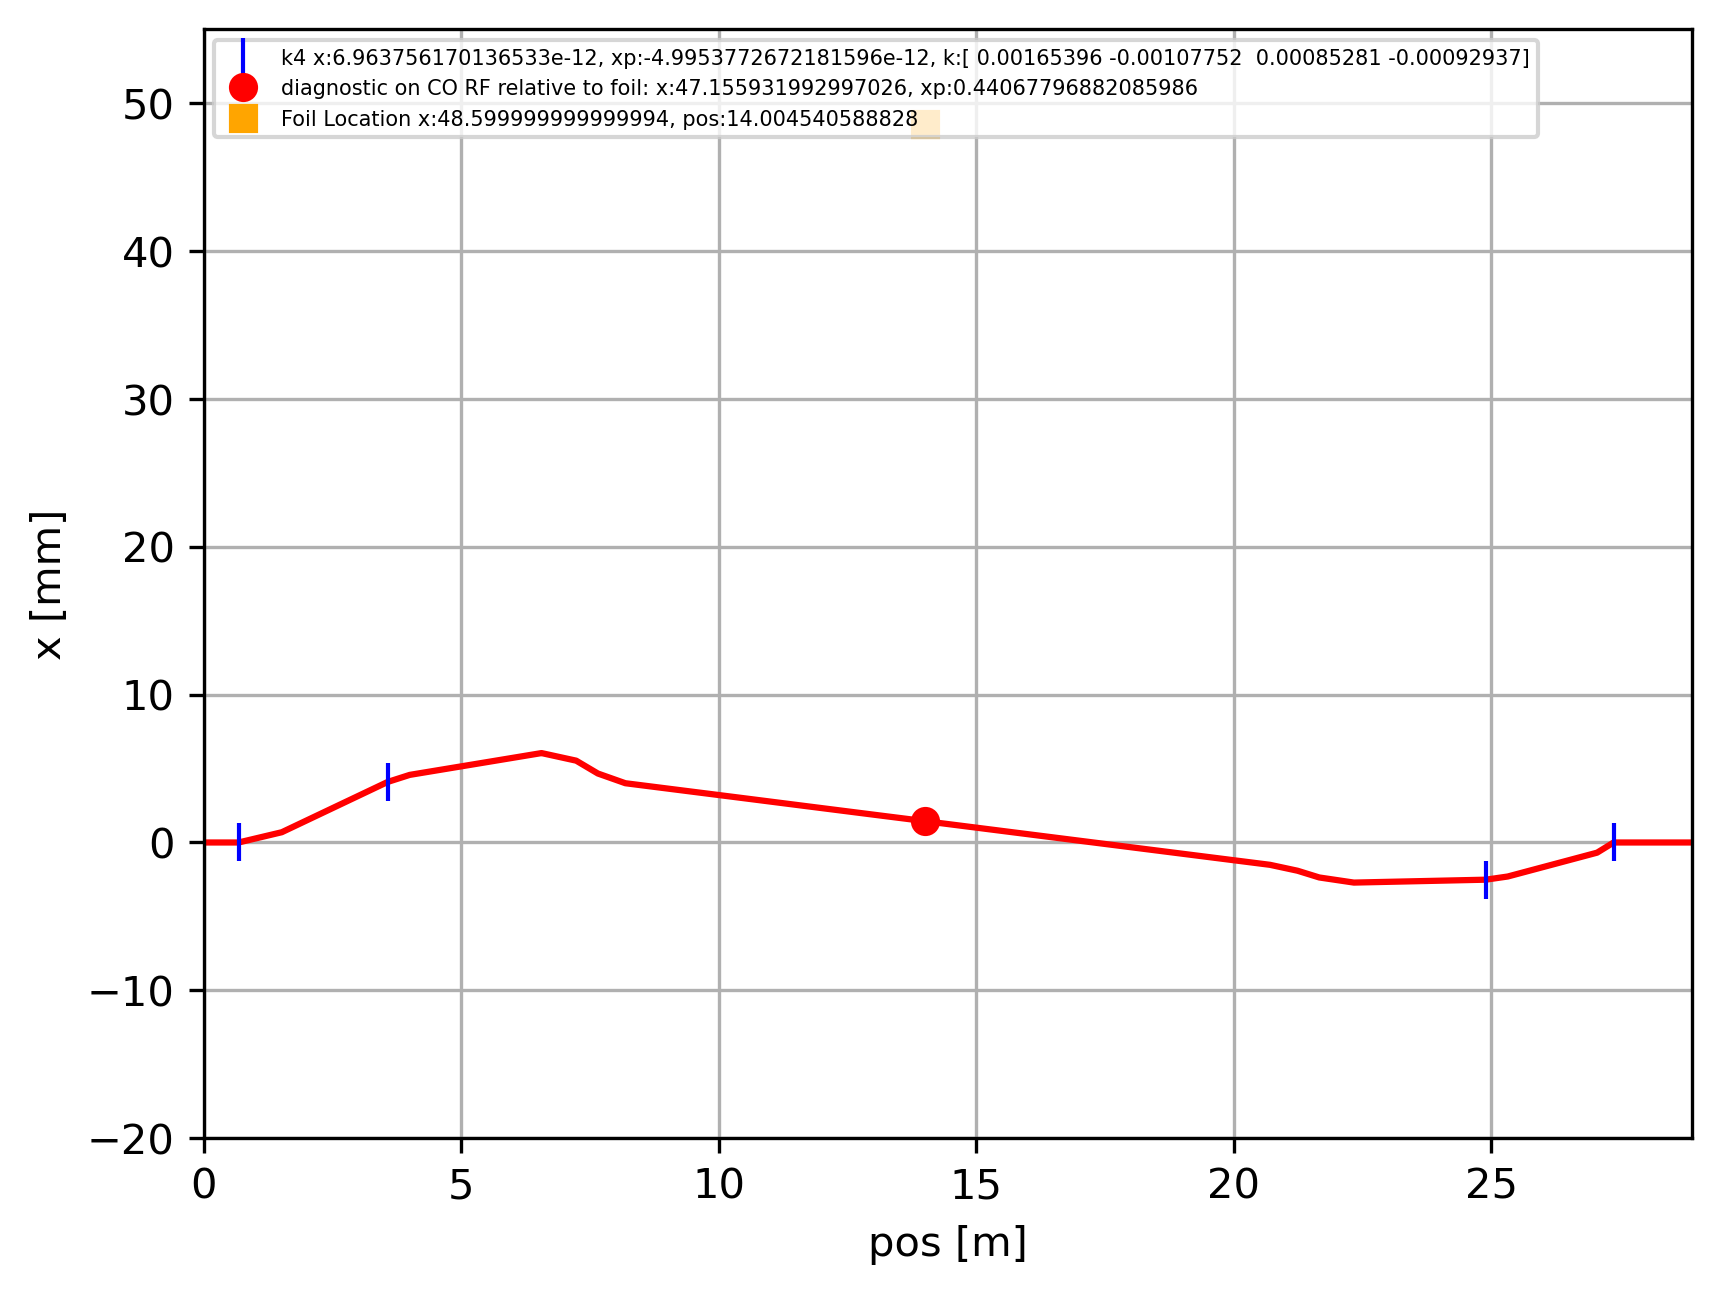 k4 x:6.963756170136533e-12, xp:-4.9953772672181596e-12, k:[ 0.00165396 -0.00107752  0.00085281 -0.00092937]
diagnostic on CO RF relative to foil: x:47.155931992997026, xp:0.44067796882085986
Foil Location x:48.599999999999994, pos:14.004540588828
50
40
30
20
10
0
−10
−20
x [mm]
0 5 10 15 20 25
pos [m]